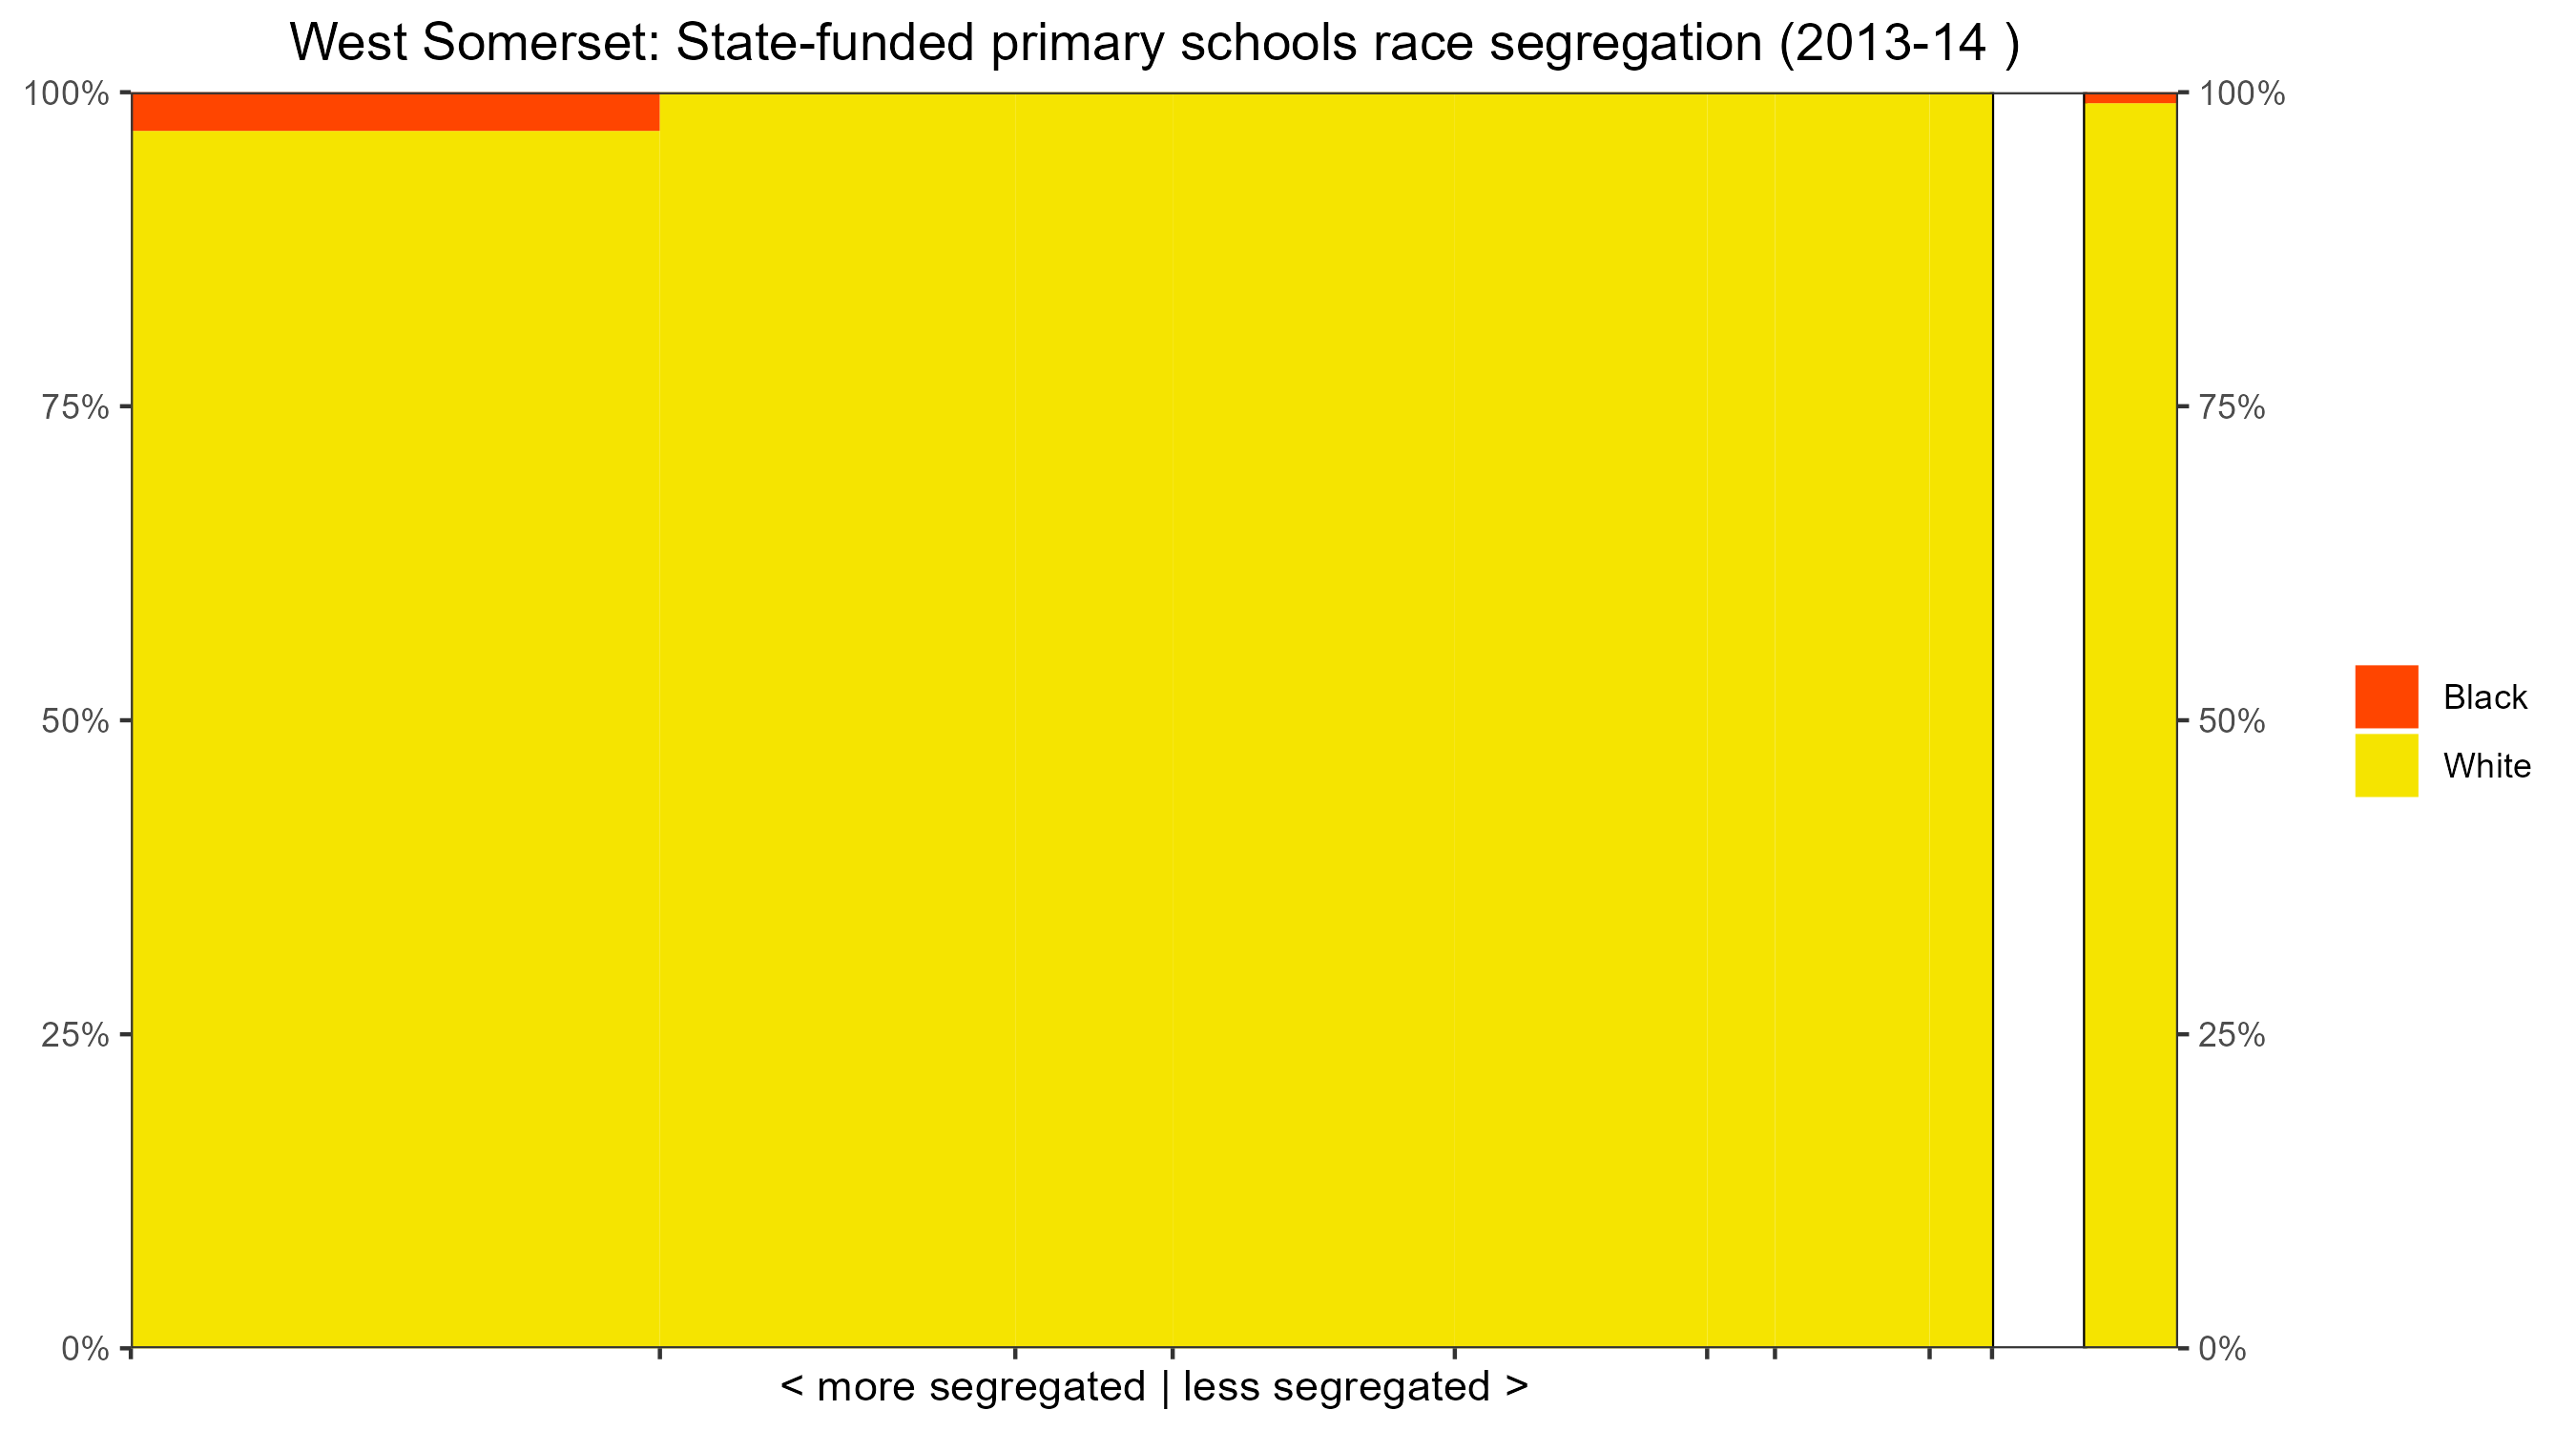 West Somerset: State-funded primary schools race segregation (2013-14 )
100%
75%
50%
25%
0%
100%
75%
50%
25%
0%
Black
White
< more segregated | less segregated >